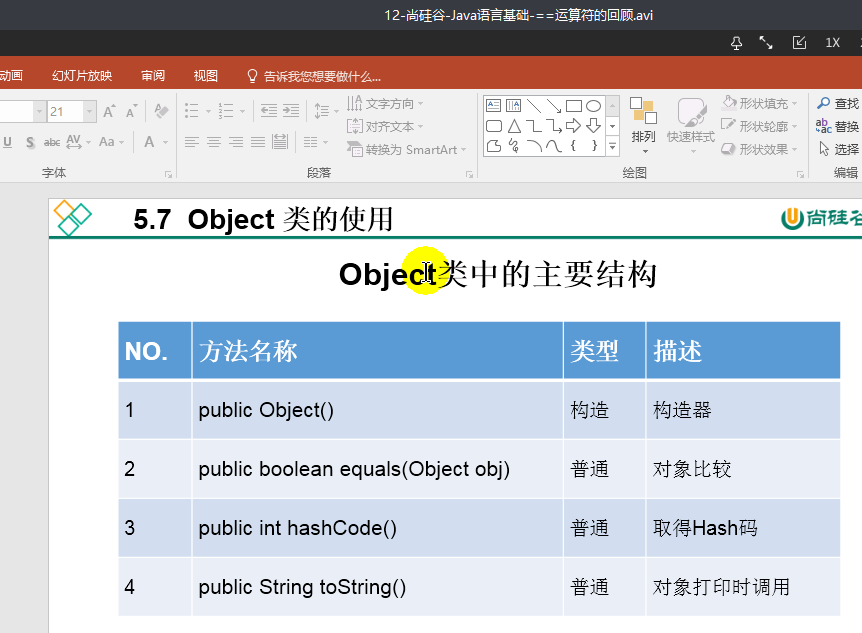 12-尚硅谷-Java语言基础-==运算符的回顾.avi
1X
动画 幻灯片放映 审阅 视图 告诉我您想要做什么...
21 A A 文字方向 形状填充 查找
U S abc AV Aa A 对齐文本 排列 快速样式 形状轮廓 替换
转换为 SmartArt 形状效果 选择
字体 段落 绘图 编辑
5.7 Object 类的使用 尚硅谷
Object类中的主要结构
NO. 方法名称 类型 描述
1 public Object() 构造 构造器
2 public boolean equals(Object obj) 普通 对象比较
3 public int hashCode() 普通 取得Hash码
4 public String toString() 普通 对象打印时调用